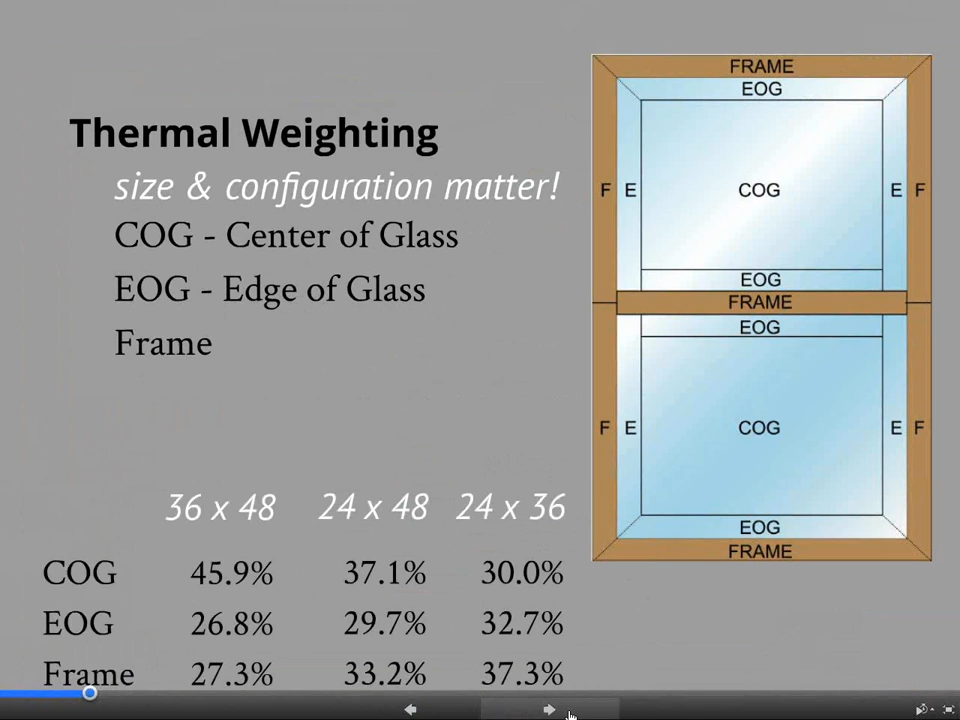 Thermal Weighting
size & configuration matter!
COG - Center of Glass
EOG - Edge of Glass
Frame
FRAME
EOG
F E COG E F
EOG
FRAME
EOG
F E COG E F
EOG
FRAME
36 x 48 24 x 48 24 x 36
COG 45.9% 37.1% 30.0%
EOG 26.8% 29.7% 32.7%
Frame 27.3% 33.2% 37.3%